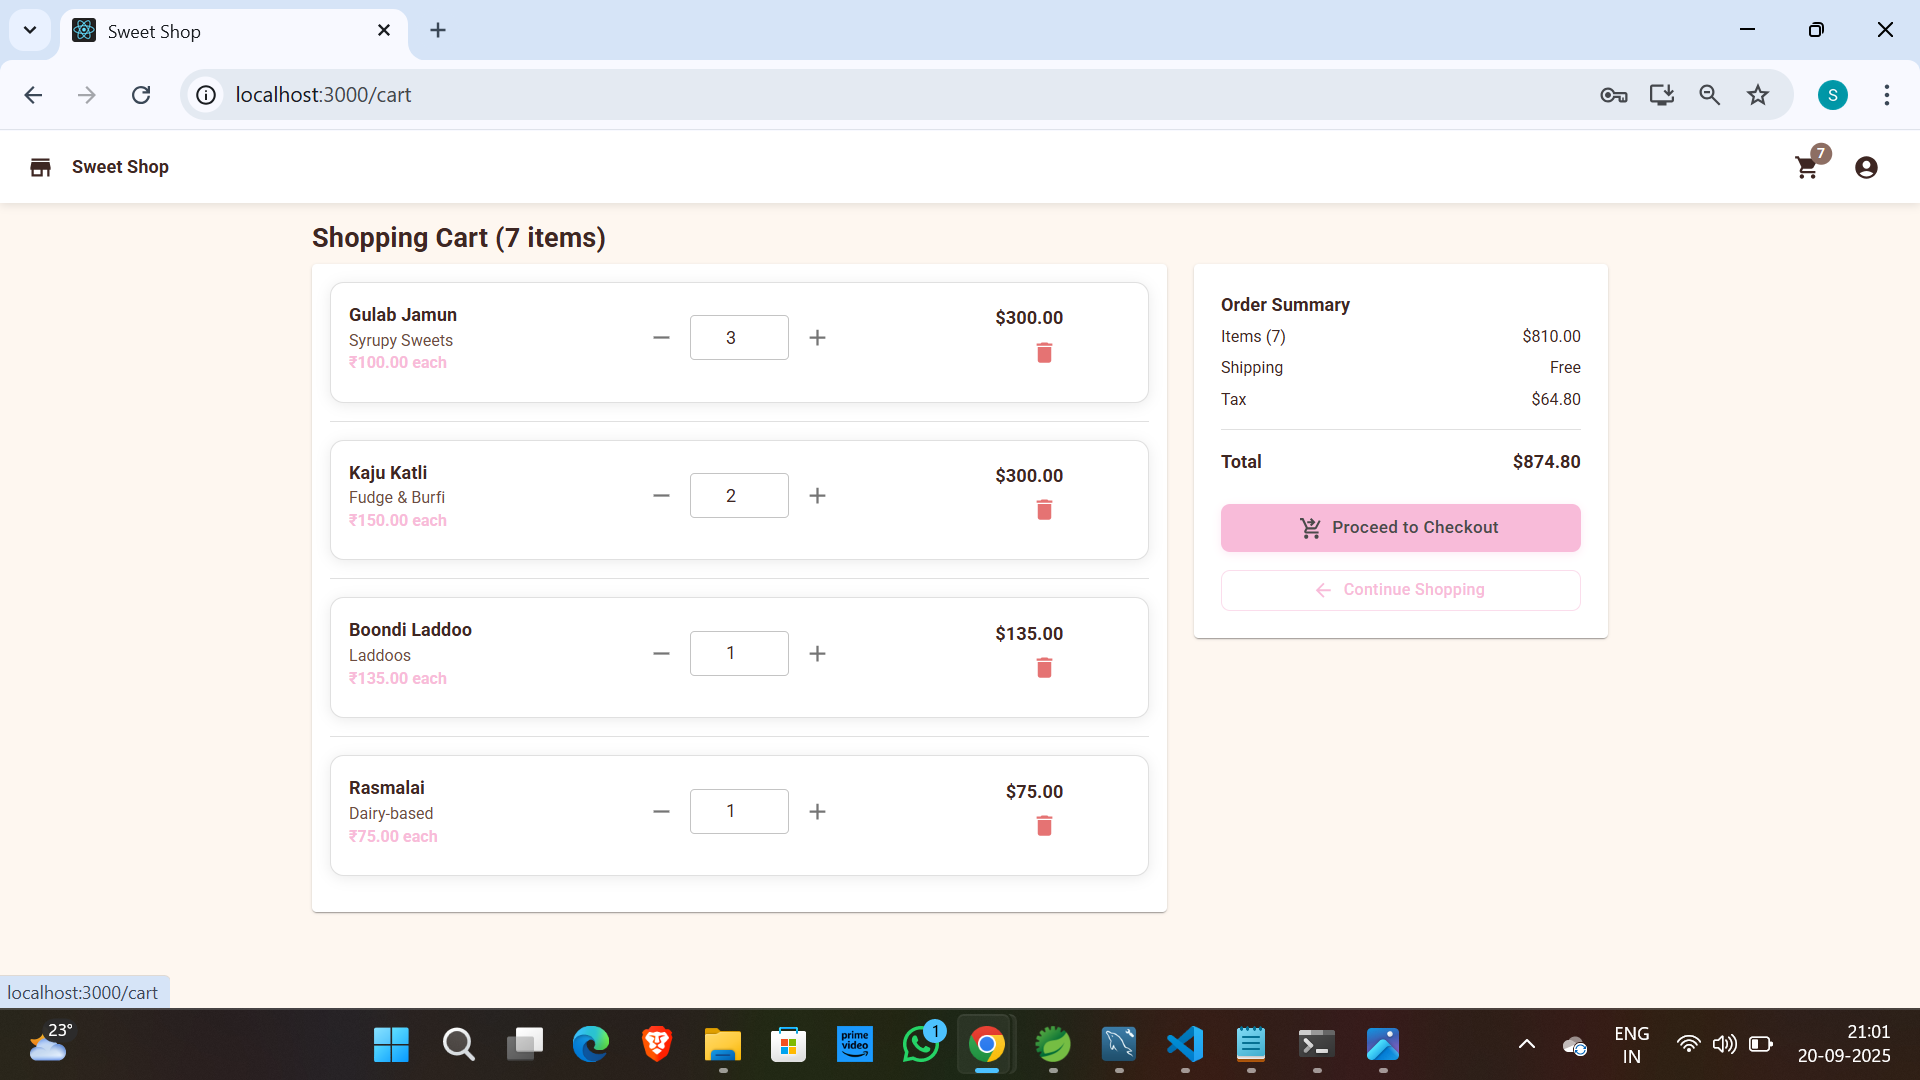 Sweet Shop
localhost:3000/cart
S
Sweet Shop
7
Shopping Cart (7 items)
Gulab Jamun
Syrupy Sweets
₹100.00 each
3
$300.00
Kaju Katli
Fudge & Burfi
₹150.00 each
2
$300.00
Boondi Laddoo
Laddoos
₹135.00 each
1
$135.00
Rasmalai
Dairy-based
₹75.00 each
1
$75.00
Order Summary
Items (7) $810.00
Shipping Free
Tax $64.80
Total $874.80
Proceed to Checkout
Continue Shopping
localhost:3000/cart
23°
prime
video
1
ENG
IN
21:01
20-09-2025